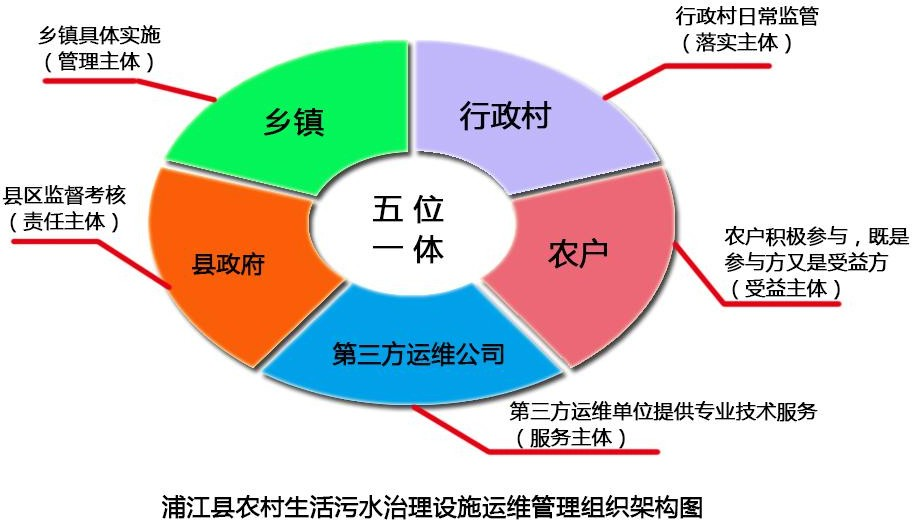 乡镇具体实施
（管理主体）
行政村日常监管
（落实主体）
乡镇
行政村
县区监督考核
（责任主体）
五 位
一 体
县政府
农户
农户积极参与，既是
参与方又是受益方
（受益主体）
第三方运维公司
第三方运维单位提供专业技术服务
（服务主体）
浦江县农村生活污水治理设施运维管理组织架构图